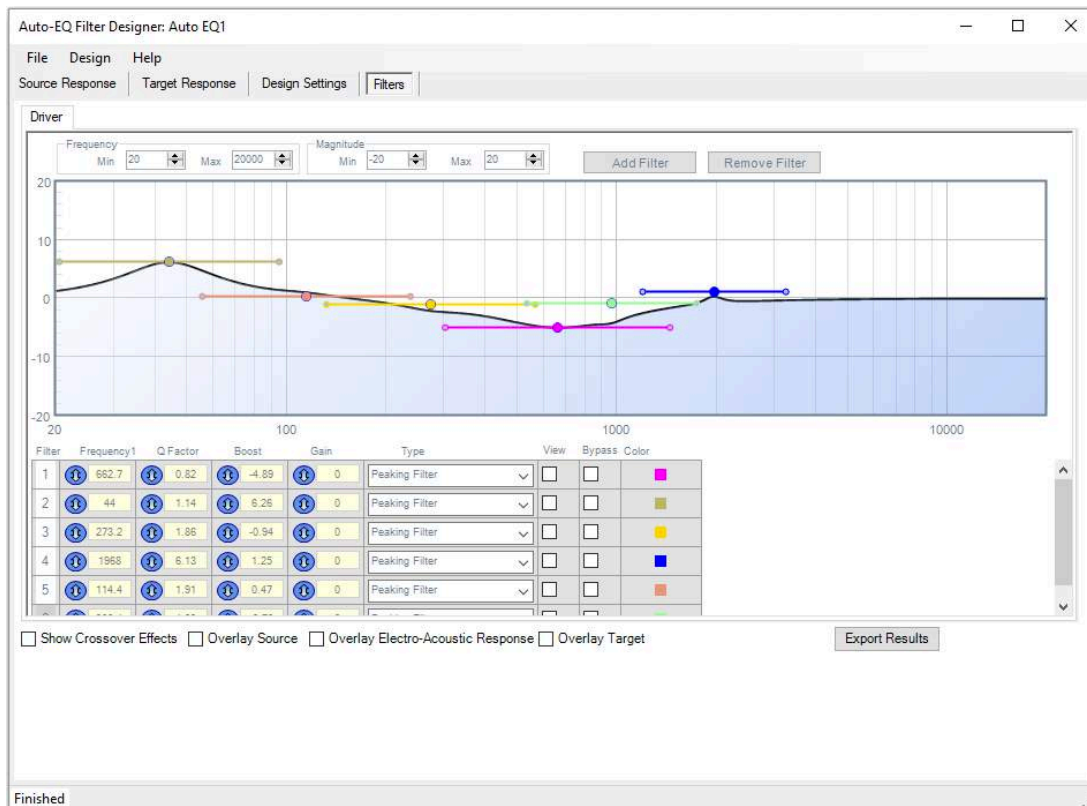 Auto-EQ Filter Designer: Auto EQ1
File Design Help
Source Response Target Response Design Settings Filters
Driver
Frequency Magnitude
Min 20 Max 20000 Min -20 Max 20 Add Filter Remove Filter
20
10
0
-10
-20
20 100 1000 10000
Filter Frequency1 Q Factor Boost Gain Type View Bypass Color
1 662.7 0.82 -4.89 0 Peaking Filter
2 44 1.14 6.26 0 Peaking Filter
3 273.2 1.86 -0.94 0 Peaking Filter
4 1968 6.13 1.25 0 Peaking Filter
5 114.4 1.91 0.47 0 Peaking Filter
Show Crossover Effects Overlay Source Overlay Electro-Acoustic Response Overlay Target Export Results
Finished